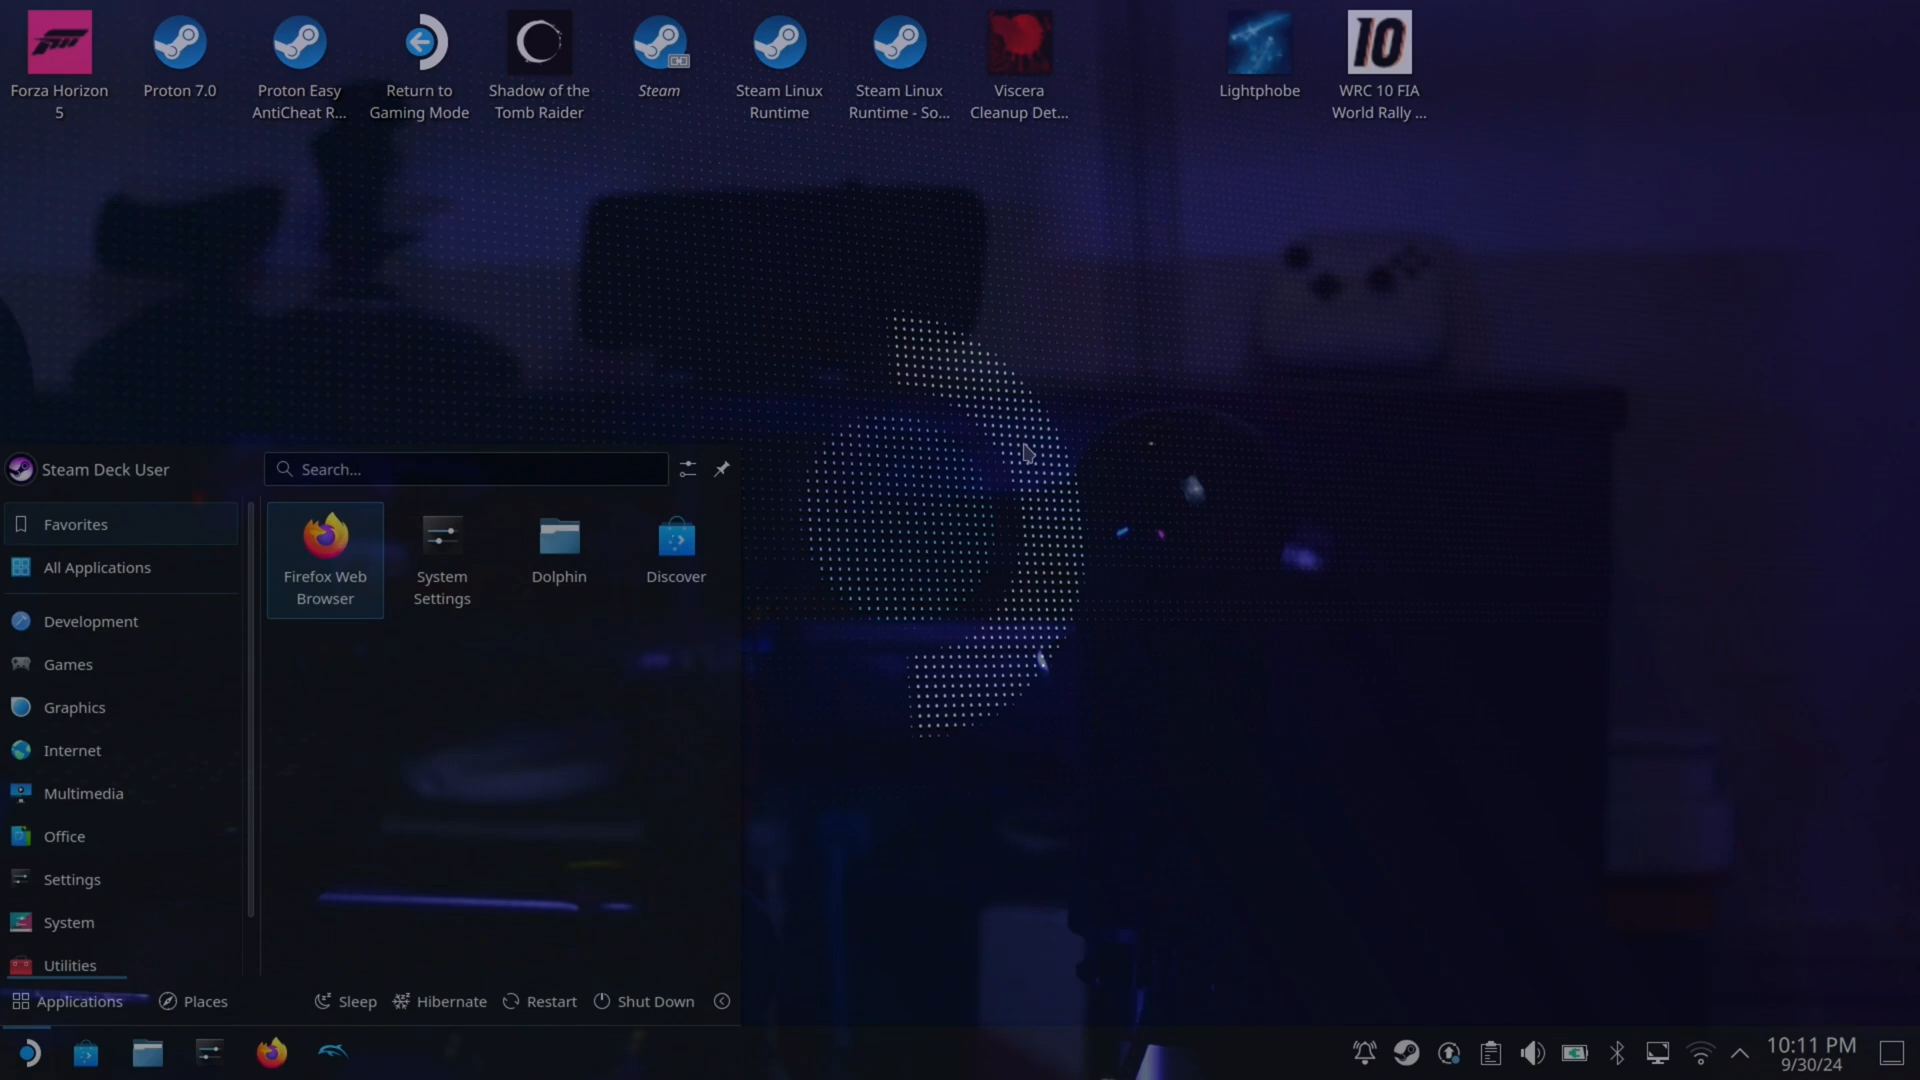 Forza Horizon
5
Proton 7.0
Proton Easy
AntiCheat R...
Return to
Gaming Mode
Shadow of the
Tomb Raider
Steam
Steam Linux
Runtime
Steam Linux
Runtime - So...
Viscera
Cleanup Det...
Lightphobe
10
WRC 10 FIA
World Rally ...
Steam Deck User
Search...
Favorites
All Applications
Development
Games
Graphics
Internet
Multimedia
Office
Settings
System
Utilities
Firefox Web
Browser
System
Settings
Dolphin
Discover
Applications
Places
Sleep
Hibernate
Restart
Shut Down
10:11 PM
9/30/24